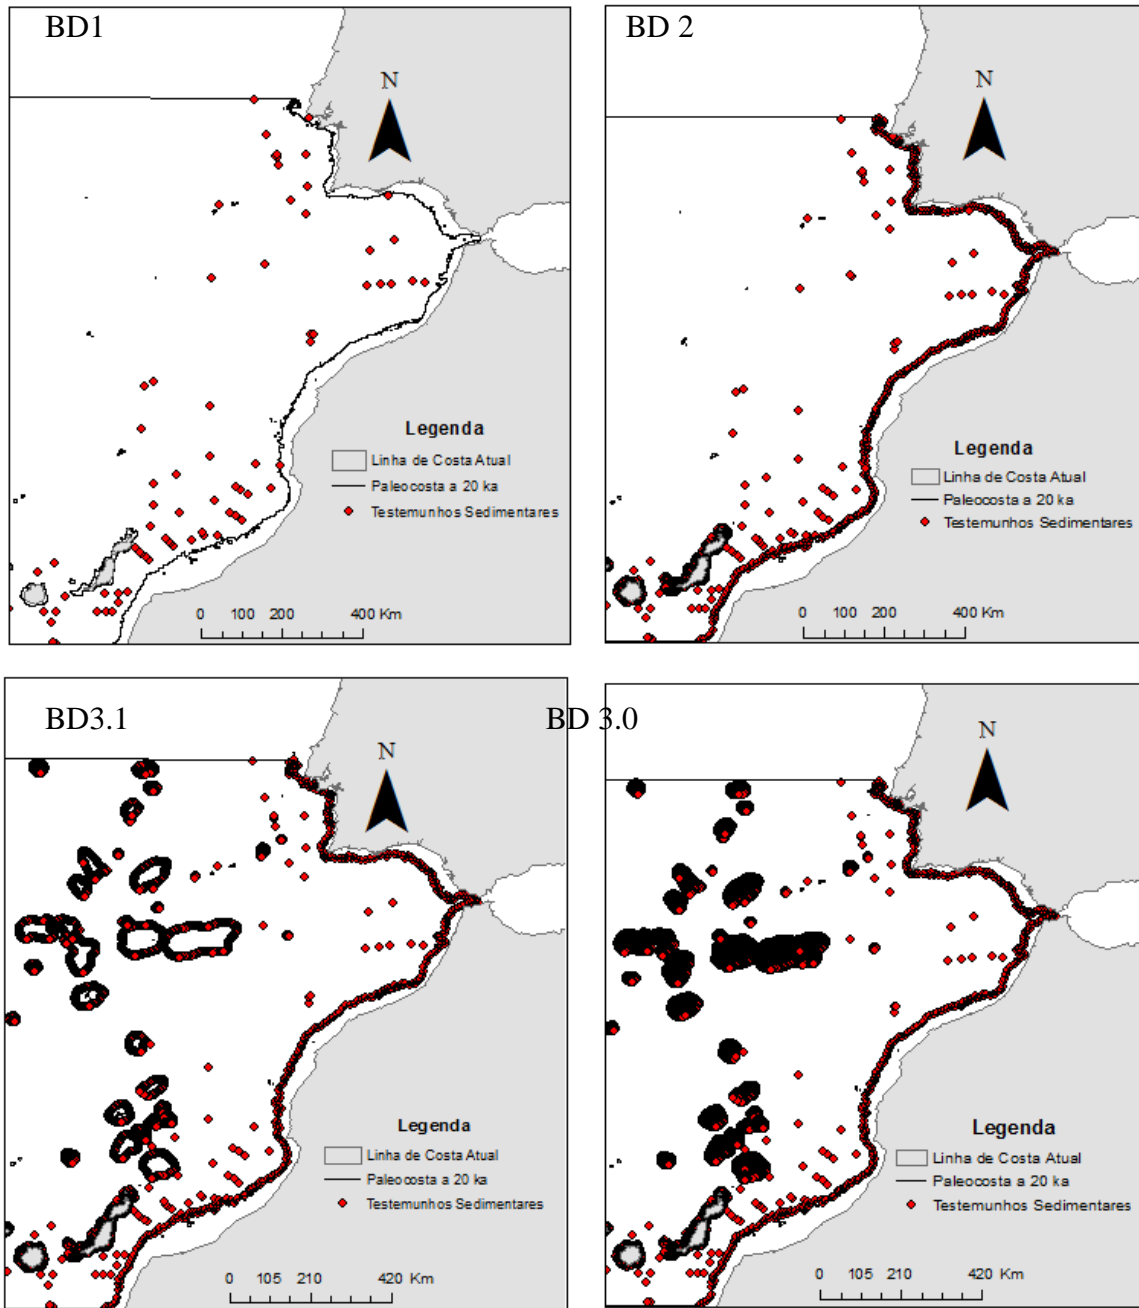 BD1
N
Legenda
Linha de Costa Atual
Paleocosta a 20 ka
Testemunhos Sedimentares
0 100 200 400 Km
BD 2
N
Legenda
Linha de Costa Atual
Paleocosta a 20 ka
Testemunhos Sedimentares
0 100 200 400 Km
BD3.1
N
Legenda
Linha de Costa Atual
Paleocosta a 20 ka
Testemunhos Sedimentares
0 105 210 420 Km
BD 3.0
N
Legenda
Linha de Costa Atual
Paleocosta a 20 ka
Testemunhos Sedimentares
0 105 210 420 Km